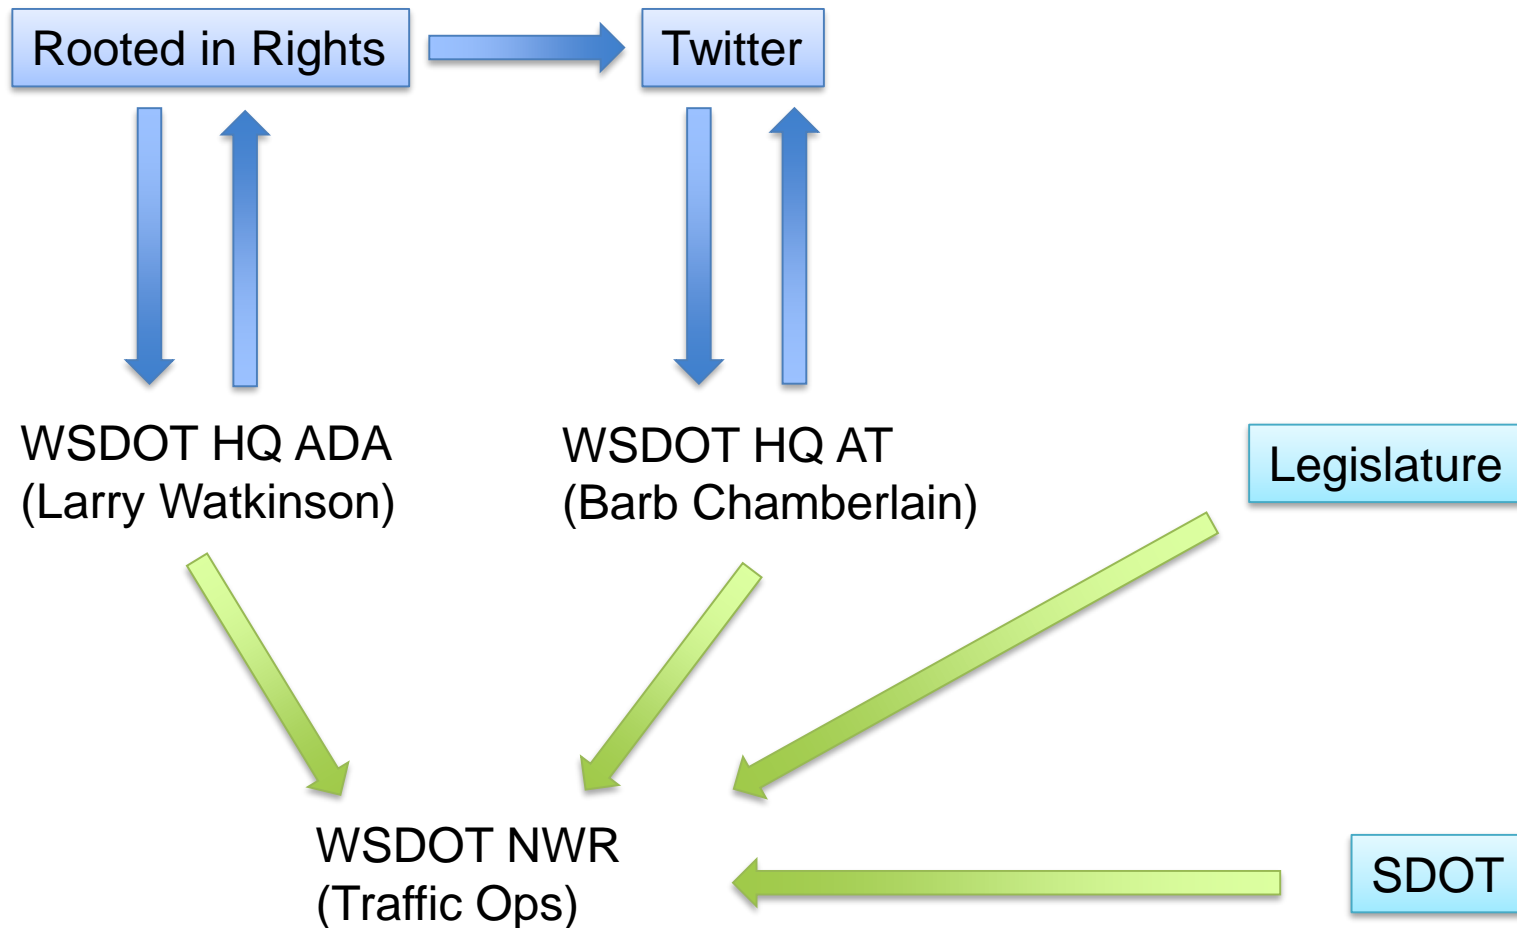 Rooted in Rights
Twitter
WSDOT HQ ADA
(Larry Watkinson)
WSDOT HQ AT
(Barb Chamberlain)
Legislature
WSDOT NWR
(Traffic Ops)
SDOT